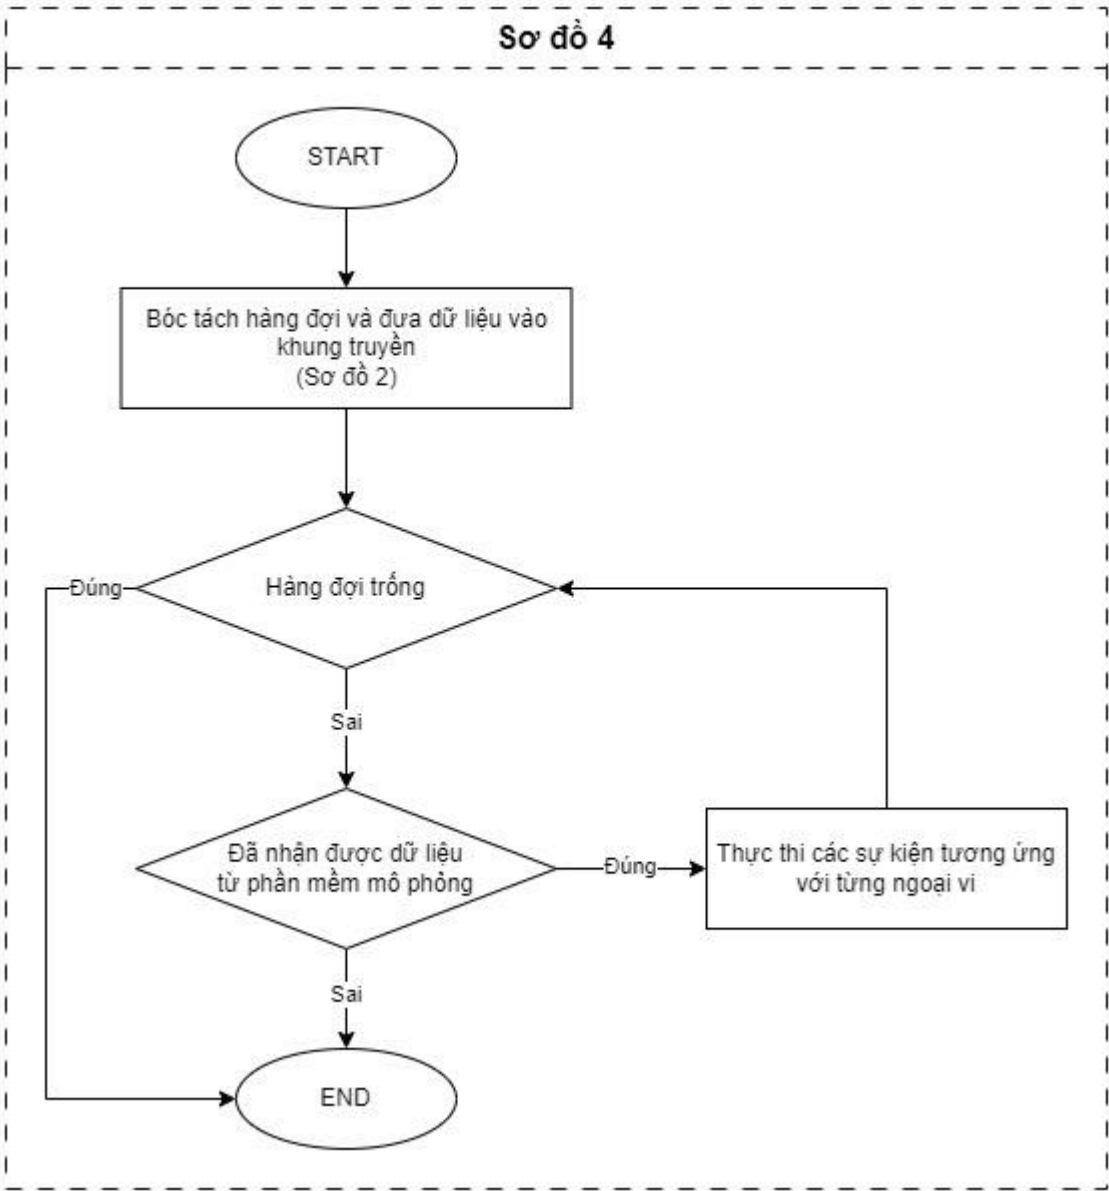 Sơ đồ 4
START
Bóc tách hàng đợi và đưa dữ liệu vào
khung truyền
(Sơ đồ 2)
Hàng đợi trống
Đúng
Sai
Đã nhận được dữ liệu
từ phần mềm mô phỏng
Đúng
Thực thi các sự kiện tương ứng
với từng ngoại vi
Sai
END